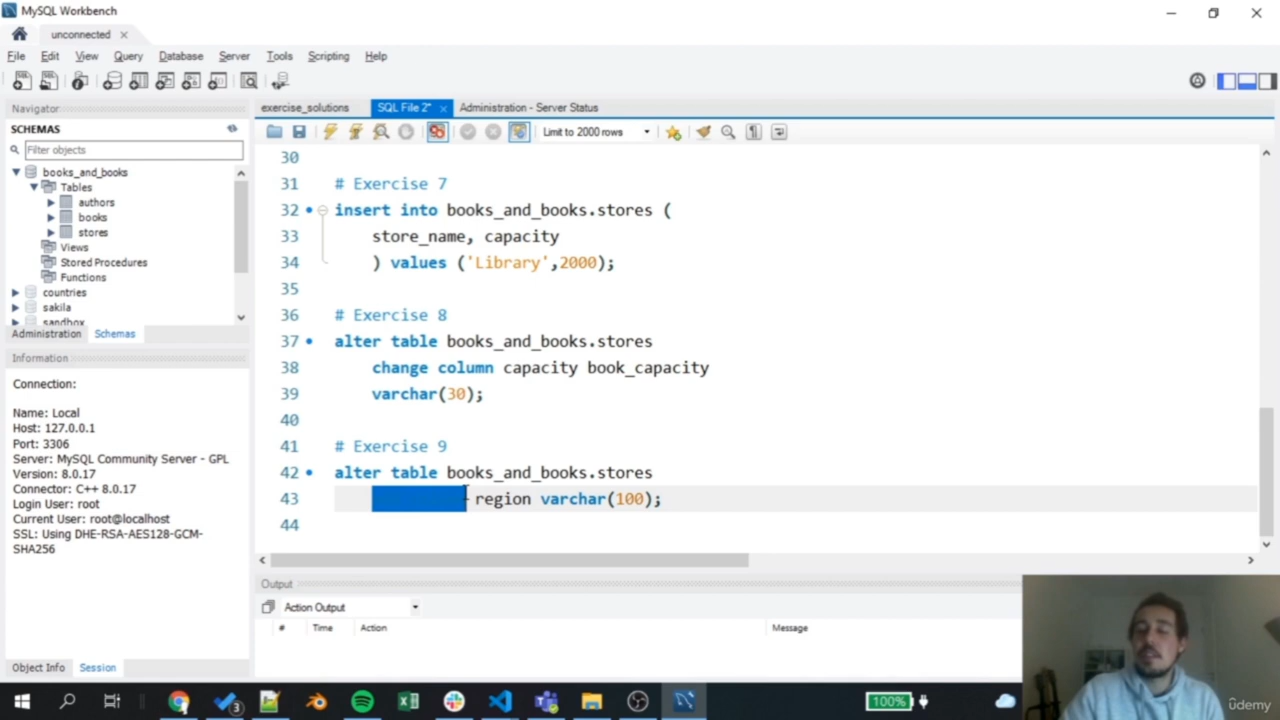 MySQL Workbench
unconnected
File Edit View Query Database Server Tools Scripting Help
Navigator
SCHEMAS
Filter objects
books_and_books
Tables
authors
books
stores
Views
Stored Procedures
Functions
countries
sakila
sandbox
Administration Schemas
Information
Connection:
Name: Local
Host: 127.0.0.1
Port: 3306
Server: MySQL Community Server - GPL
Version: 8.0.17
Connector: C++ 8.0.17
Login User: root
Current User: root@localhost
SSL: Using DHE-RSA-AES128-GCM-
SHA256
Object Info Session
exercise_solutions SQL File 2* Administration - Server Status
Limit to 2000 rows
30
31 # Exercise 7
32 insert into books_and_books.stores (
33 store_name, capacity
34 ) values ('Library',2000);
35
36 # Exercise 8
37 alter table books_and_books.stores
38 change column capacity book_capacity
39 varchar(30);
40
41 # Exercise 9
42 alter table books_and_books.stores
43 region varchar(100);
44
Output
Action Output
# Time Action Message
3
100%
ûdemy